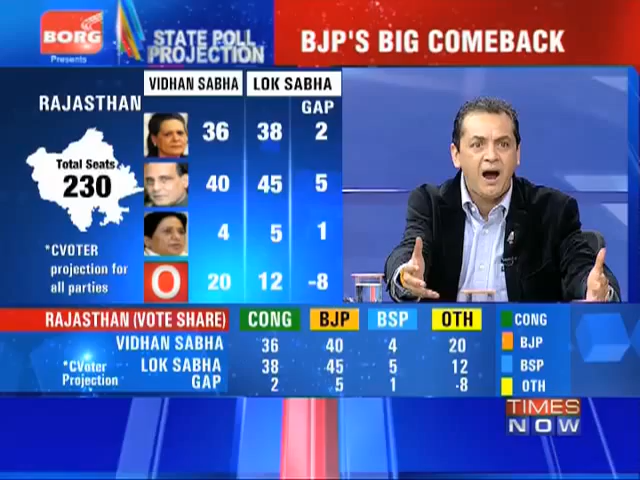 BORG
Presents
STATE POLL
PROJECTION
BJP'S BIG COMEBACK
VIDHAN SABHA LOK SABHA
RAJASTHAN
GAP
36 38 2
Total Seats
230
40 45 5
4 5 1
*CVOTER
projection for
all parties
O 20 12 -8
RAJASTHAN (VOTE SHARE) CONG BJP BSP OTH
VIDHAN SABHA 36 40 4 20
*CVoter
Projection
LOK SABHA 38 45 5 12
GAP 2 5 1 -8
CONG
BJP
BSP
OTH
TIMES
NOW